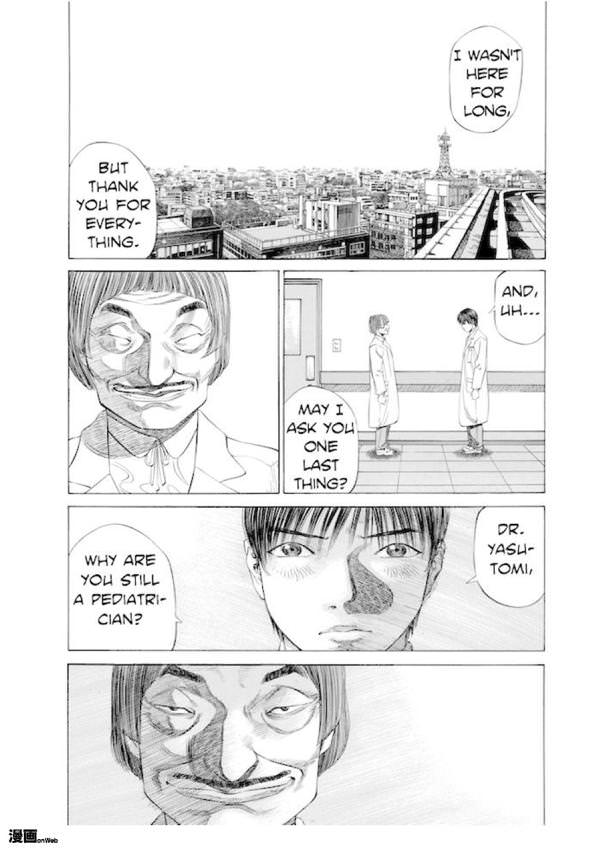 I WASN'T
HERE
FOR
LONG,
BUT
THANK
YOU FOR
EVERY-
THING.
AND,
UH...
MAY I
ASK YOU
ONE
LAST
THING?
DR.
YASU-
TOMI,
WHY ARE
YOU STILL
A PEDIATRI-
CIAN?
漫画onWeb